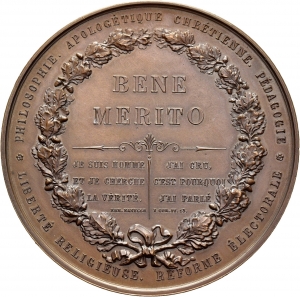 * PHILOSOPHIE, APOLOGÉTIQUE CHRÉTIENNE, PÉDAGOGIE *
LIBERTÉ RELIGIEUSE, RÉFORME ÉLECTORALE
BENE
MERITO
JE SUIS HOMME
ET JE CHERCHE
LA VÉRITÉ.
J'AI CRU,
C'EST POURQUOI
J'AI PARLÉ